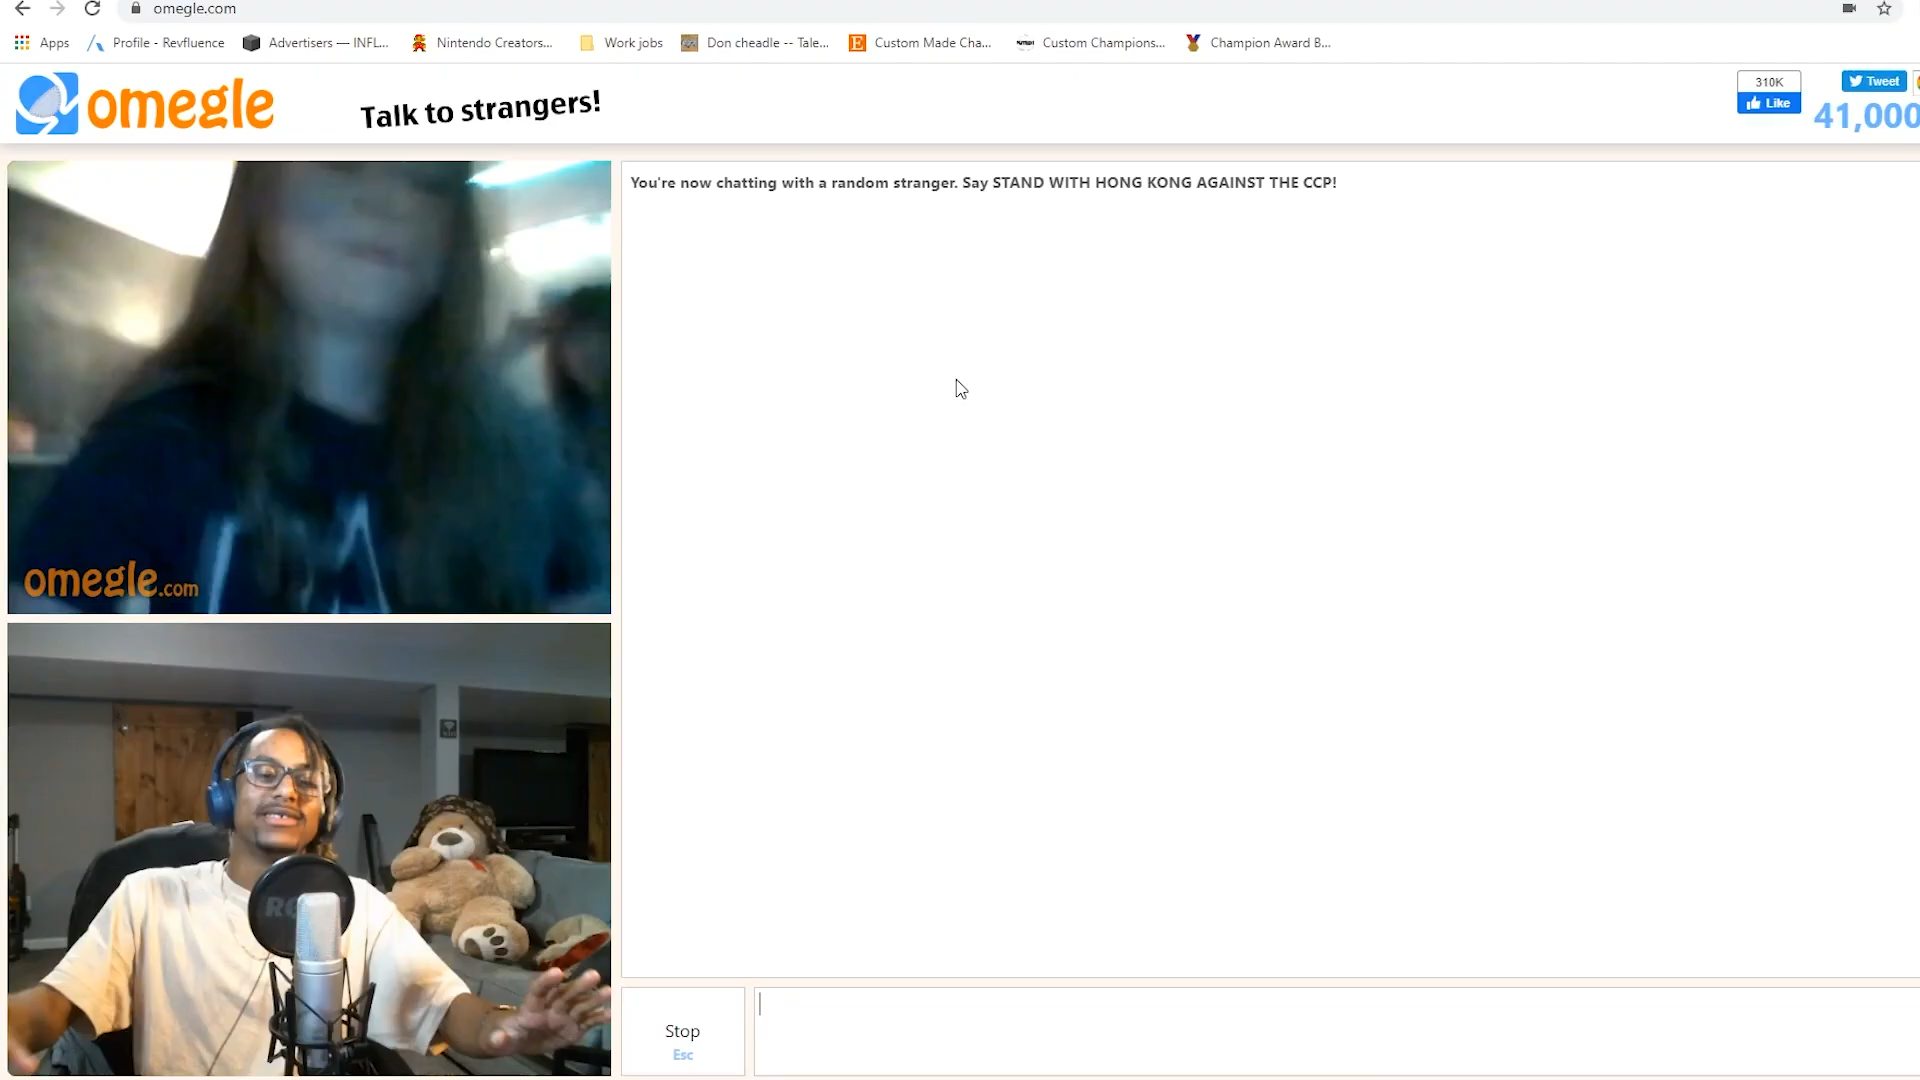 omegle.com
Apps
Profile - Revfluence
Advertisers — INFL...
Nintendo Creators...
Work jobs
Don cheadle -- Tale...
Custom Made Cha...
Custom Champions...
Champion Award B...
omegle
Talk to strangers!
310K
Like
Tweet
41,000
You're now chatting with a random stranger. Say STAND WITH HONG KONG AGAINST THE CCP!
omegle.com
Stop
Esc